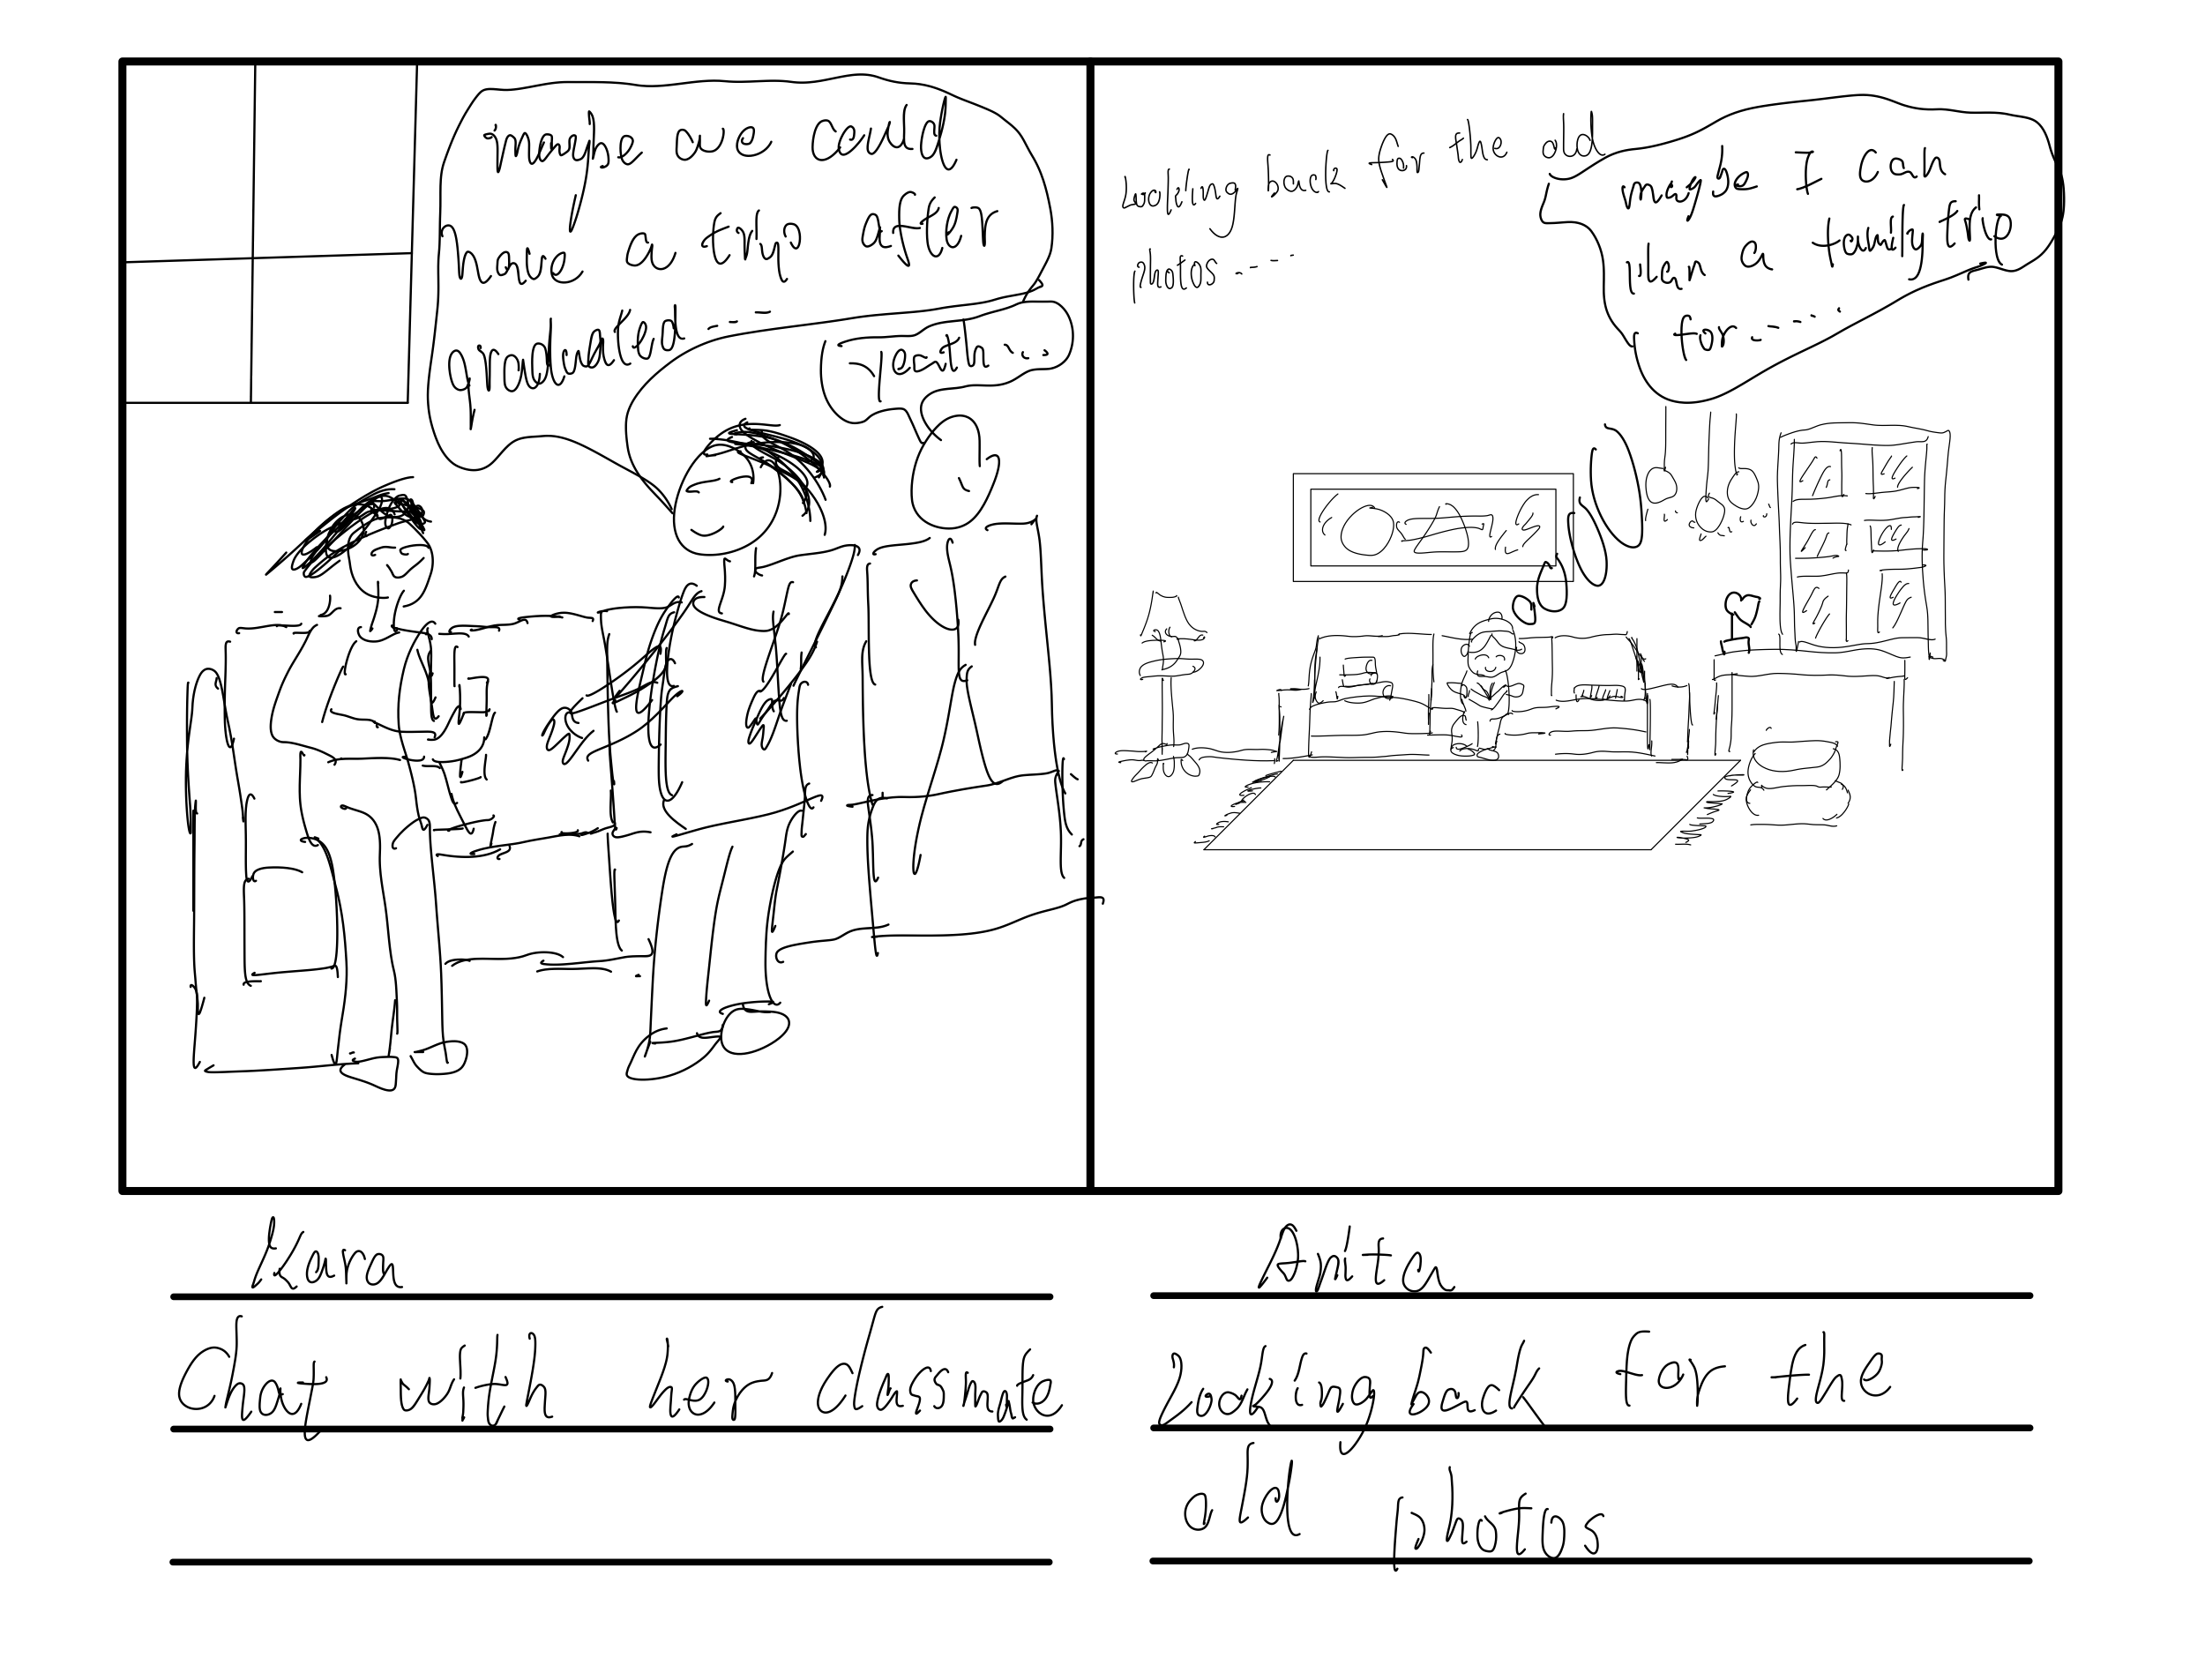 maybe we could
have a trip after
graduated...
yeath...
Looking back for the old
photos ....
maybe I can
plan a family trip
for.....
Kara
Chat with her classmate
Anita
Looking back for the
old photos